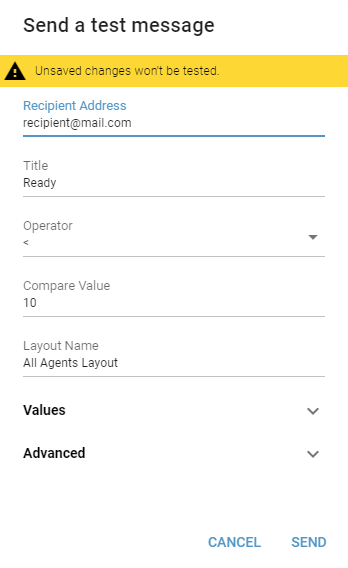 Send a test message
Unsaved changes won't be tested.
Recipient Address
recipient@mail.com
Title
Ready
Operator
<
Compare Value
10
Layout Name
All Agents Layout
Values
Advanced
CANCEL SEND